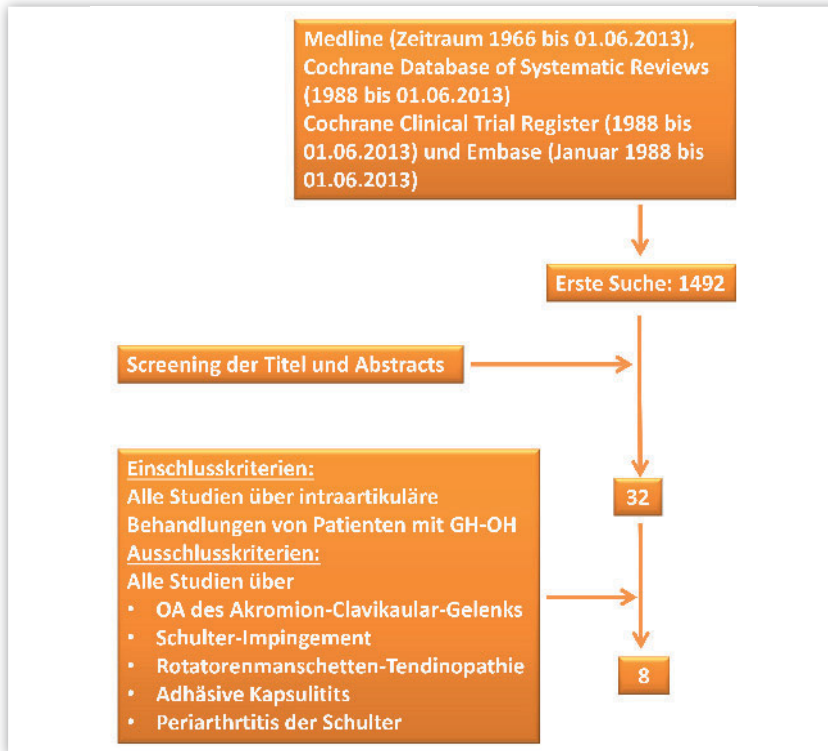 Medline (Zeitraum 1966 bis 01.06.2013),
Cochrane Database of Systematic Reviews
(1988 bis 01.06.2013)
Cochrane Clinical Trial Register (1988 bis
01.06.2013) und Embase (Januar 1988 bis
01.06.2013)
Erste Suche: 1492
Screening der Titel und Abstracts
32
Einschlusskriterien:
Alle Studien über intraartikuläre
Behandlungen von Patienten mit GH-OH
Ausschlusskriterien:
Alle Studien über
• OA des Akromion-Clavikaular-Gelenks
• Schulter-Impingement
• Rotatorenmanschetten-Tendinopathie
• Adhäsive Kapsulitits
• Periarthrtitis der Schulter
8